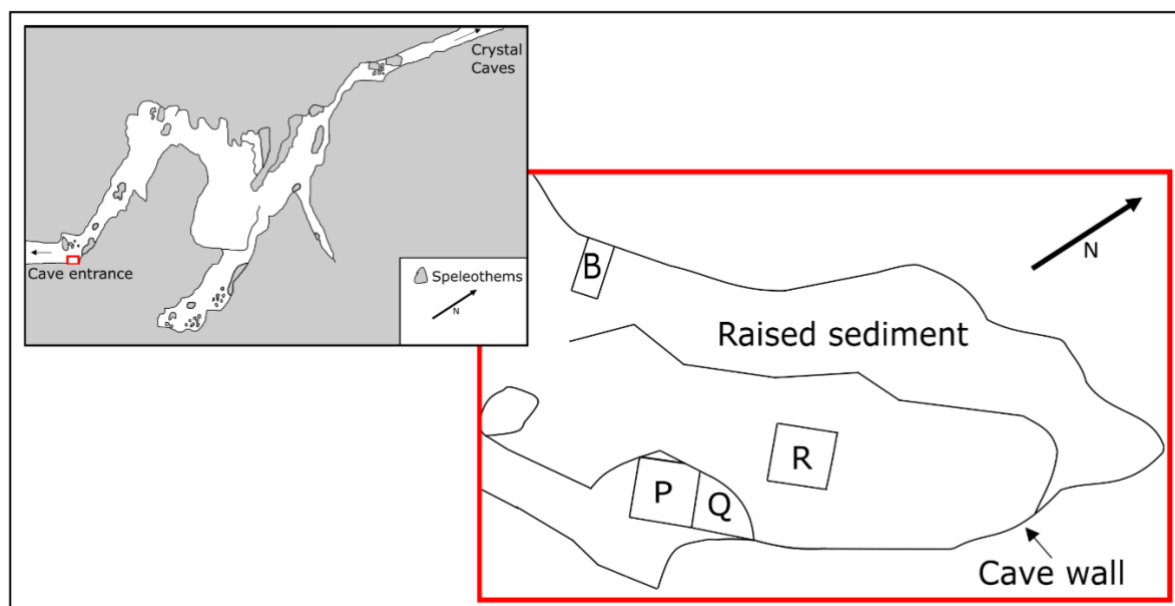 Crystal
Caves
Cave entrance
Speleothems
N
N
B
Raised sediment
R
P
Q
Cave wall